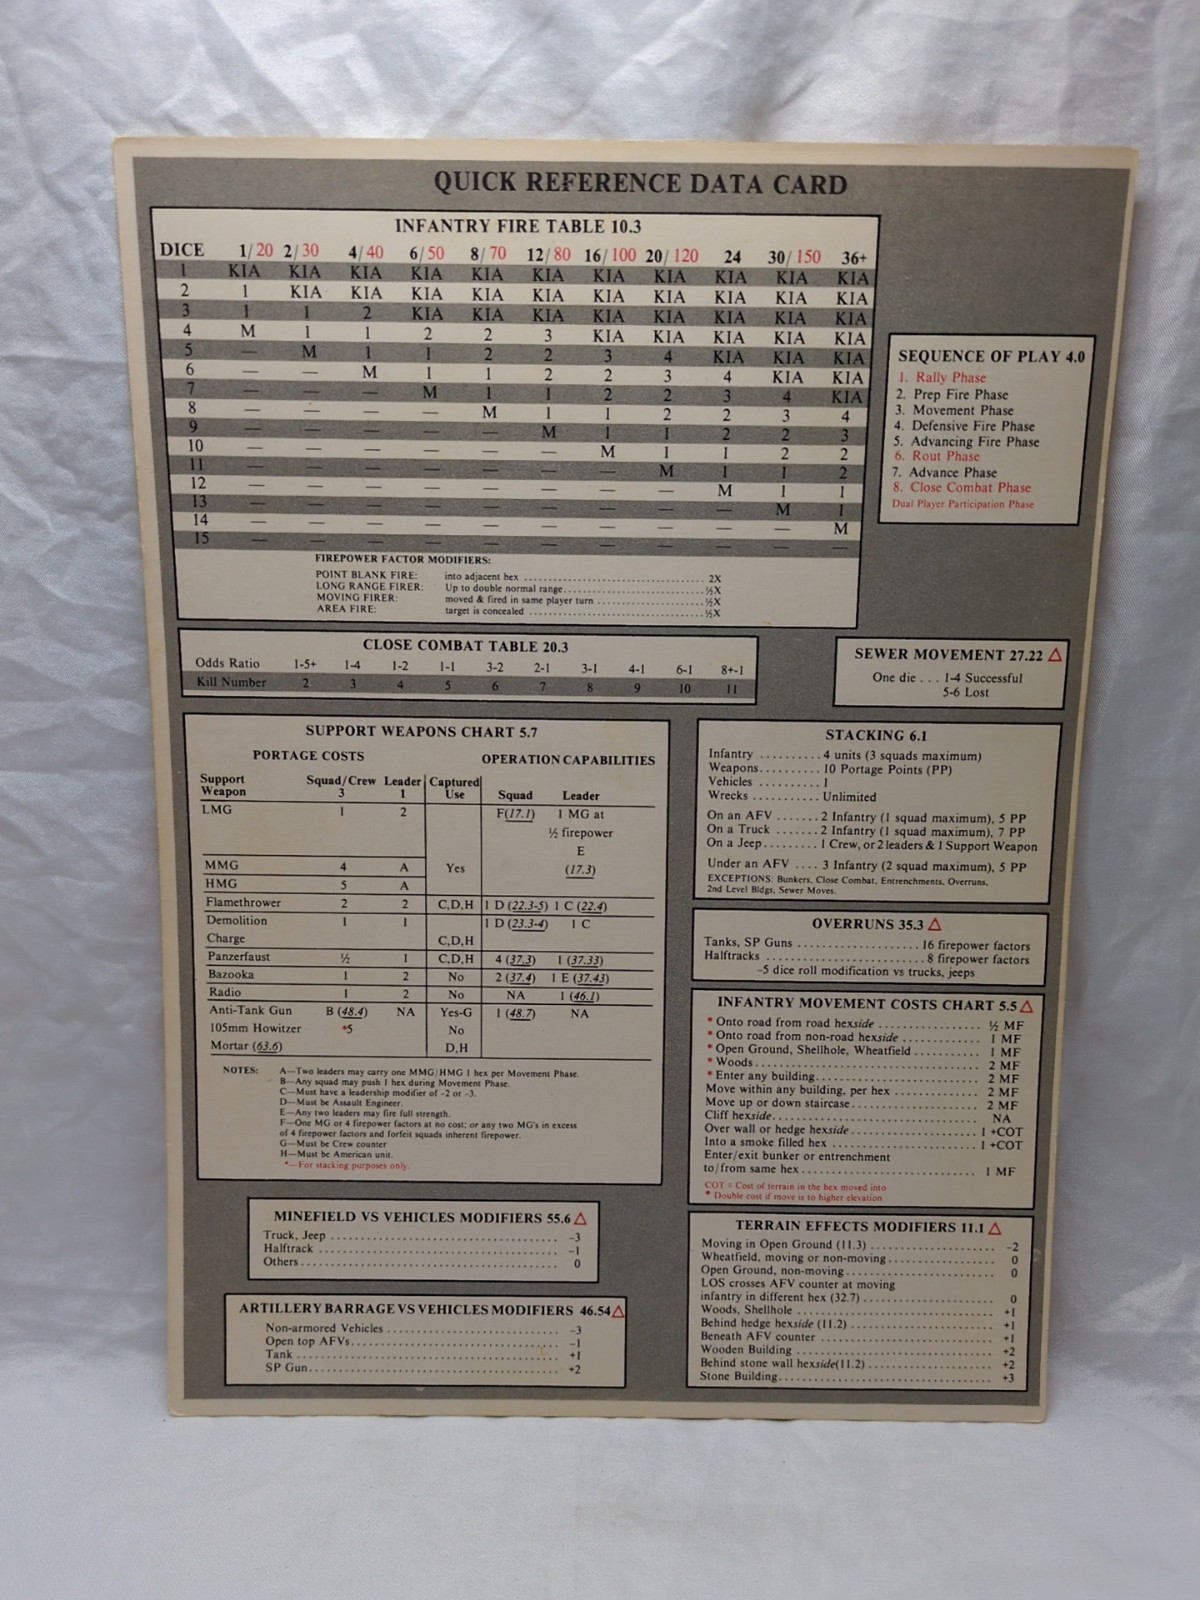 QUICK REFERENCE DATA CARD
INFANTRY FIRE TABLE 10.3
DICE 1/20 2/30 4/40 6/50 8/70 12/80 16/100 20/120 24 30/150 36+
1 KIA KIA KIA KIA KIA KIA KIA KIA KIA KIA KIA
2 1 KIA KIA KIA KIA KIA KIA KIA KIA KIA KIA
3 1 1 2 KIA KIA KIA KIA KIA KIA KIA KIA
4 M 1 1 2 2 3 KIA KIA KIA KIA KIA
5 — M 1 1 2 2 3 4 KIA KIA KIA
6 — — M 1 1 2 2 3 4 KIA KIA
7 — — — M 1 1 2 2 3 4 KIA
8 — — — — M 1 1 2 2 3 4
9 — — — — — M 1 1 2 2 3
10 — — — — — — M 1 1 2 2
11 — — — — — — — M 1 1 2
12 — — — — — — — — M 1 1
13 — — — — — — — — — M 1
14 — — — — — — — — — — M
15 — — — — — — — — — — —
FIREPOWER FACTOR MODIFIERS:
POINT BLANK FIRE: into adjacent hex ........ 2X
LONG RANGE FIRER: Up to double normal range........ ½X
MOVING FIRER: moved & fired in same player turn ........ ½X
AREA FIRE: target is concealed ........ ½X
SEQUENCE OF PLAY 4.0
1. Rally Phase
2. Prep Fire Phase
3. Movement Phase
4. Defensive Fire Phase
5. Advancing Fire Phase
6. Rout Phase
7. Advance Phase
8. Close Combat Phase
Dual Player Participation Phase
CLOSE COMBAT TABLE 20.3
Odds Ratio 1-5+ 1-4 1-2 1-1 3-2 2-1 3-1 4-1 6-1 8+-1
Kill Number 2 3 4 5 6 7 8 9 10 11
SEWER MOVEMENT 27.22 △
One die . . . 1-4 Successful
5-6 Lost
SUPPORT WEAPONS CHART 5.7
PORTAGE COSTS OPERATION CAPABILITIES
Support Squad/Crew Leader Captured
Weapon 3 1 Use Squad Leader
LMG 1 2 F(17.1) 1 MG at
½ firepower
E
MMG 4 A Yes (17.3)
HMG 5 A
Flamethrower 2 2 C,D,H 1 D (22.3-5) 1 C (22.4)
Demolition 1 1 1 D (23.3-4) 1 C
Charge C,D,H
Panzerfaust ½ 1 C,D,H 4 (37.3) 1 (37.33)
Bazooka 1 2 No 2 (37.4) 1 E (37.43)
Radio 1 2 No NA 1 (46.1)
Anti-Tank Gun B (48.4) NA Yes-G 1 (48.7) NA
105mm Howitzer *5 No
Mortar (63.6) D,H
NOTES: A—Two leaders may carry one MMG/HMG 1 hex per Movement Phase.
B—Any squad may push 1 hex during Movement Phase.
C—Must have a leadership modifier of -2 or -3.
D—Must be Assault Engineer.
E—Any two leaders may fire full strength.
F—One MG or 4 firepower factors at no cost; or any two MG's in excess
of 4 firepower factors and forfeit squads inherent firepower.
G—Must be Crew counter
H—Must be American unit.
*—For stacking purposes only.
STACKING 6.1
Infantry .......... 4 units (3 squads maximum)
Weapons.......... 10 Portage Points (PP)
Vehicles .......... 1
Wrecks ........... Unlimited
On an AFV ....... 2 Infantry (1 squad maximum), 5 PP
On a Truck ...... 2 Infantry (1 squad maximum), 7 PP
On a Jeep......... 1 Crew, or 2 leaders & 1 Support Weapon
Under an AFV .... 3 Infantry (2 squad maximum), 5 PP
EXCEPTIONS: Bunkers, Close Combat, Entrenchments, Overruns,
2nd Level Bldgs, Sewer Moves.
OVERRUNS 35.3 △
Tanks, SP Guns .................... 16 firepower factors
Halftracks .......................... 8 firepower factors
-5 dice roll modification vs trucks, jeeps
INFANTRY MOVEMENT COSTS CHART 5.5 △
* Onto road from road hexside ................ ½ MF
* Onto road from non-road hexside ............. 1 MF
* Open Ground, Shellhole, Wheatfield .......... 1 MF
* Woods.................................. 2 MF
* Enter any building......................... 2 MF
Move within any building, per hex ............. 2 MF
Move up or down staircase................... 2 MF
Cliff hexside............................... NA
Over wall or hedge hexside ................... 1 +COT
Into a smoke filled hex ...................... 1 +COT
Enter/exit bunker or entrenchment
to/from same hex .......................... 1 MF
COT = Cost of terrain in the hex moved into
* Double cost if move is to higher elevation
MINEFIELD VS VEHICLES MODIFIERS 55.6 △
Truck, Jeep .................................. -3
Halftrack .................................... -1
Others....................................... 0
ARTILLERY BARRAGE VS VEHICLES MODIFIERS 46.54 △
Non-armored Vehicles ......................... -3
Open top AFVs............................... -1
Tank ....................................... +1
SP Gun..................................... +2
TERRAIN EFFECTS MODIFIERS 11.1 △
Moving in Open Ground (11.3) .................. -2
Wheatfield, moving or non-moving................ 0
Open Ground, non-moving...................... 0
LOS crosses AFV counter at moving
infantry in different hex (32.7) .................. 0
Woods, Shellhole ............................ +1
Behind hedge hexside (11.2) .................... +1
Beneath AFV counter ......................... +1
Wooden Building ............................ +2
Behind stone wall hexside(11.2) .................. +2
Stone Building............................... +3